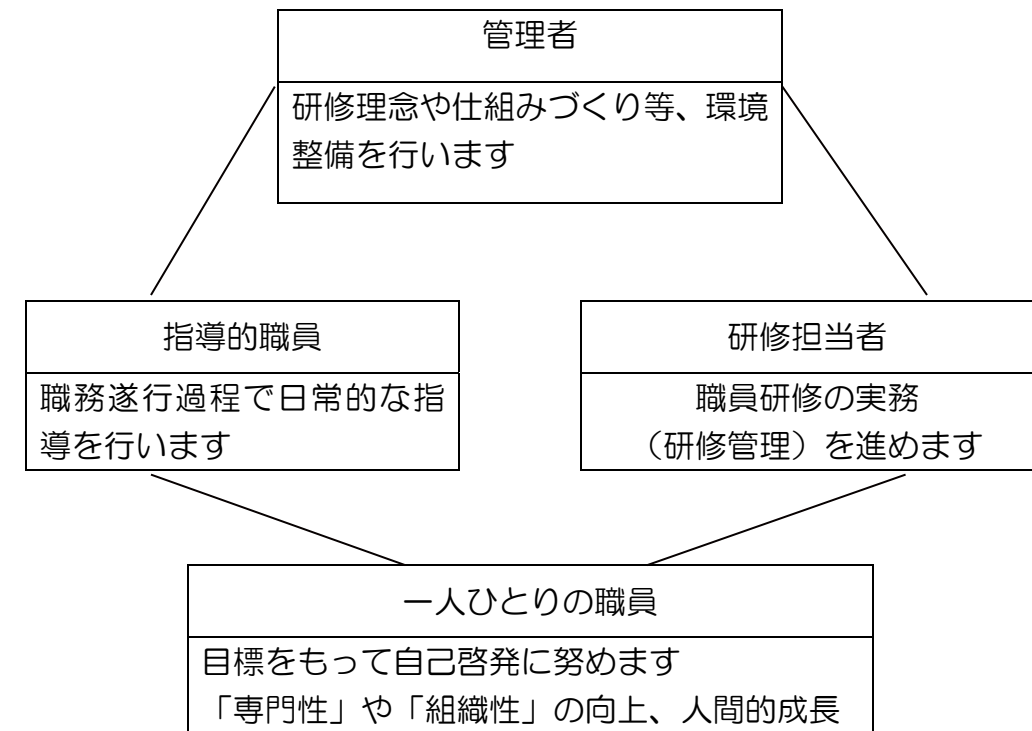 管理者
研修理念や仕組みづくり等、環境
整備を行います
指導的職員
職務遂行過程で日常的な指
導を行います
研修担当者
職員研修の実務
(研修管理)を進めます
一人ひとりの職員
目標をもって自己啓発に努めます
「専門性」や「組織性」の向上、人間的成長